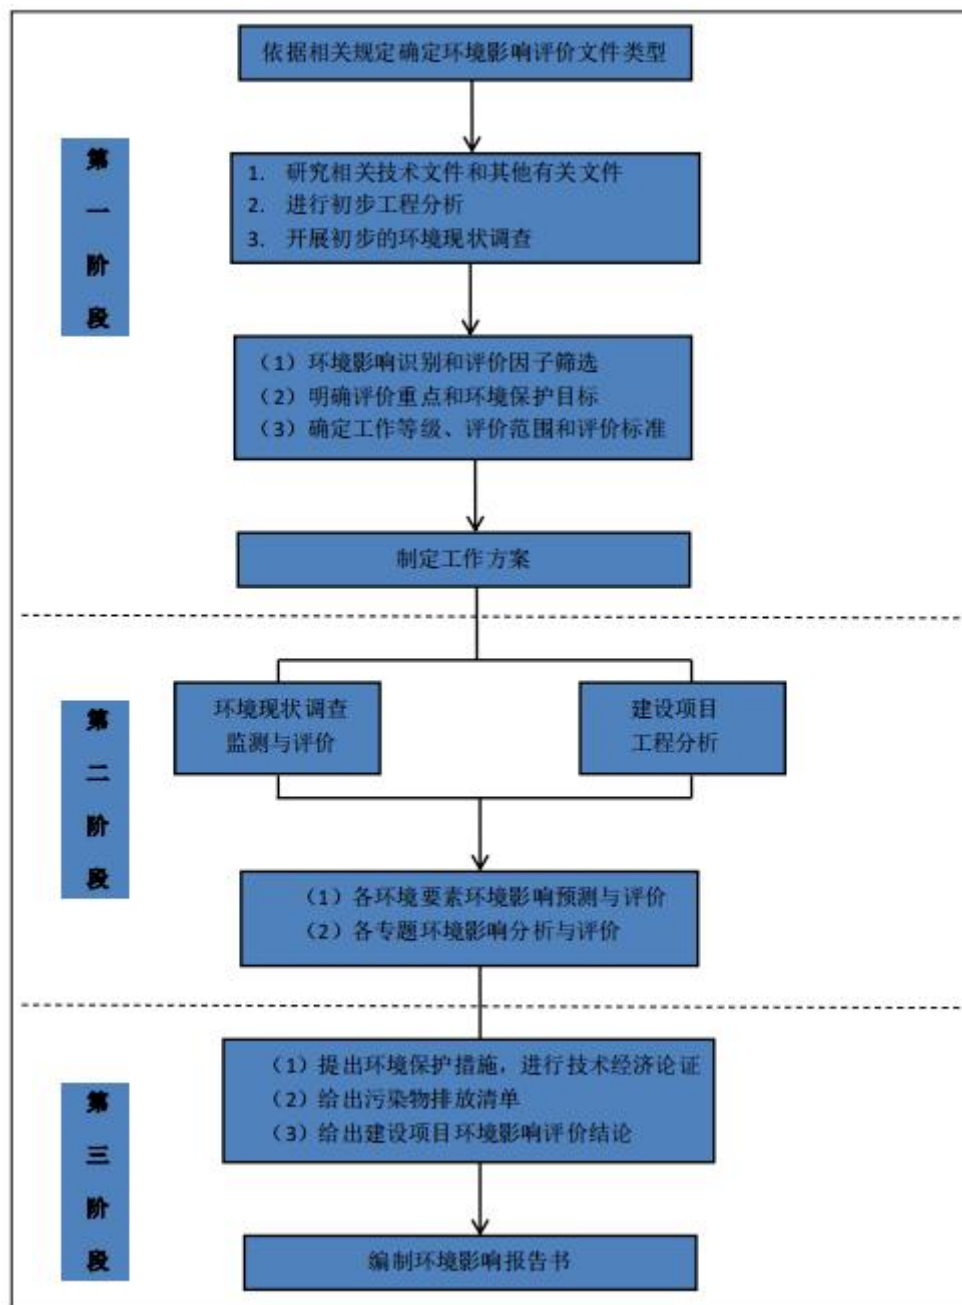 依据相关规定确定环境影响评价文件类型
第一阶段
1. 研究相关技术文件和其他有关文件
2. 进行初步工程分析
3. 开展初步的环境现状调查
（1）环境影响识别和评价因子筛选
（2）明确评价重点和环境保护目标
（3）确定工作等级、评价范围和评价标准
制定工作方案
第二阶段
环境现状调查
监测与评价
建设项目
工程分析
（1）各环境要素环境影响预测与评价
（2）各专题环境影响分析与评价
第三阶段
（1）提出环境保护措施，进行技术经济论证
（2）给出污染物排放清单
（3）给出建设项目环境影响评价结论
编制环境影响报告书